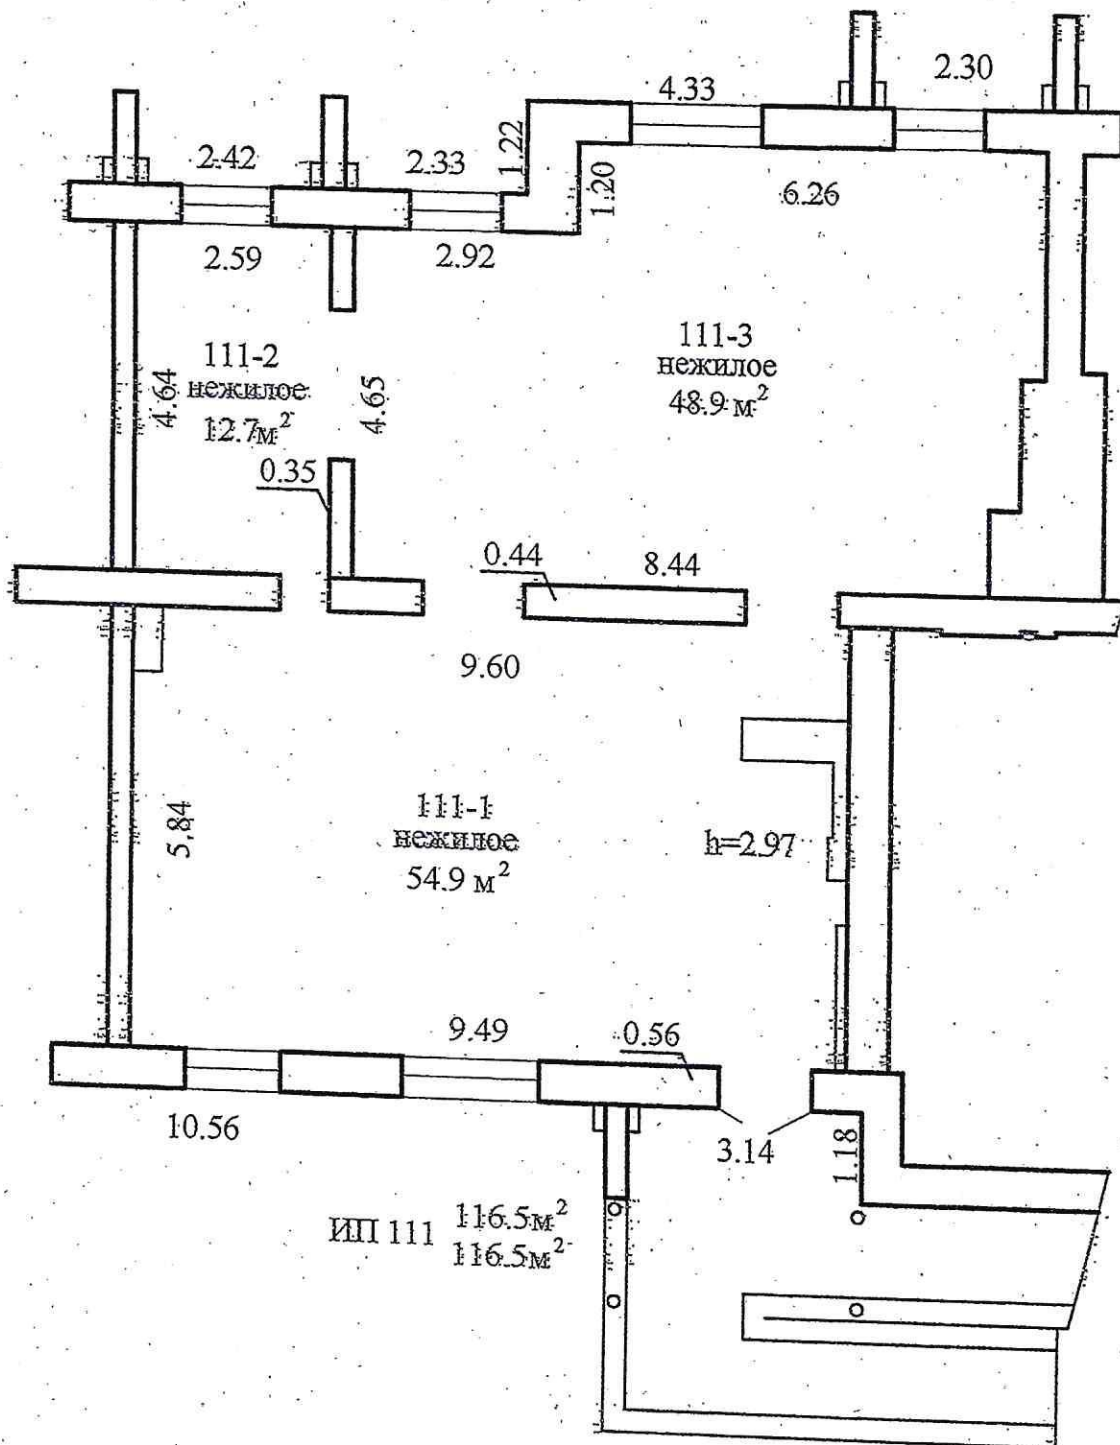 2.30
4.33
2.42
2.33
1.22
1.20
6.26
2.59
2.92
111-2
нежилое
12.7м²
4.64
4.65
111-3
нежилое
48.9 м²
0.35
0.44
8.44
9.60
5.84
111-1
нежилое
54.9 м²
h=2.97
9.49
0.56
10.56
3.14
1.18
ИП 111
116.5м²
116.5м²